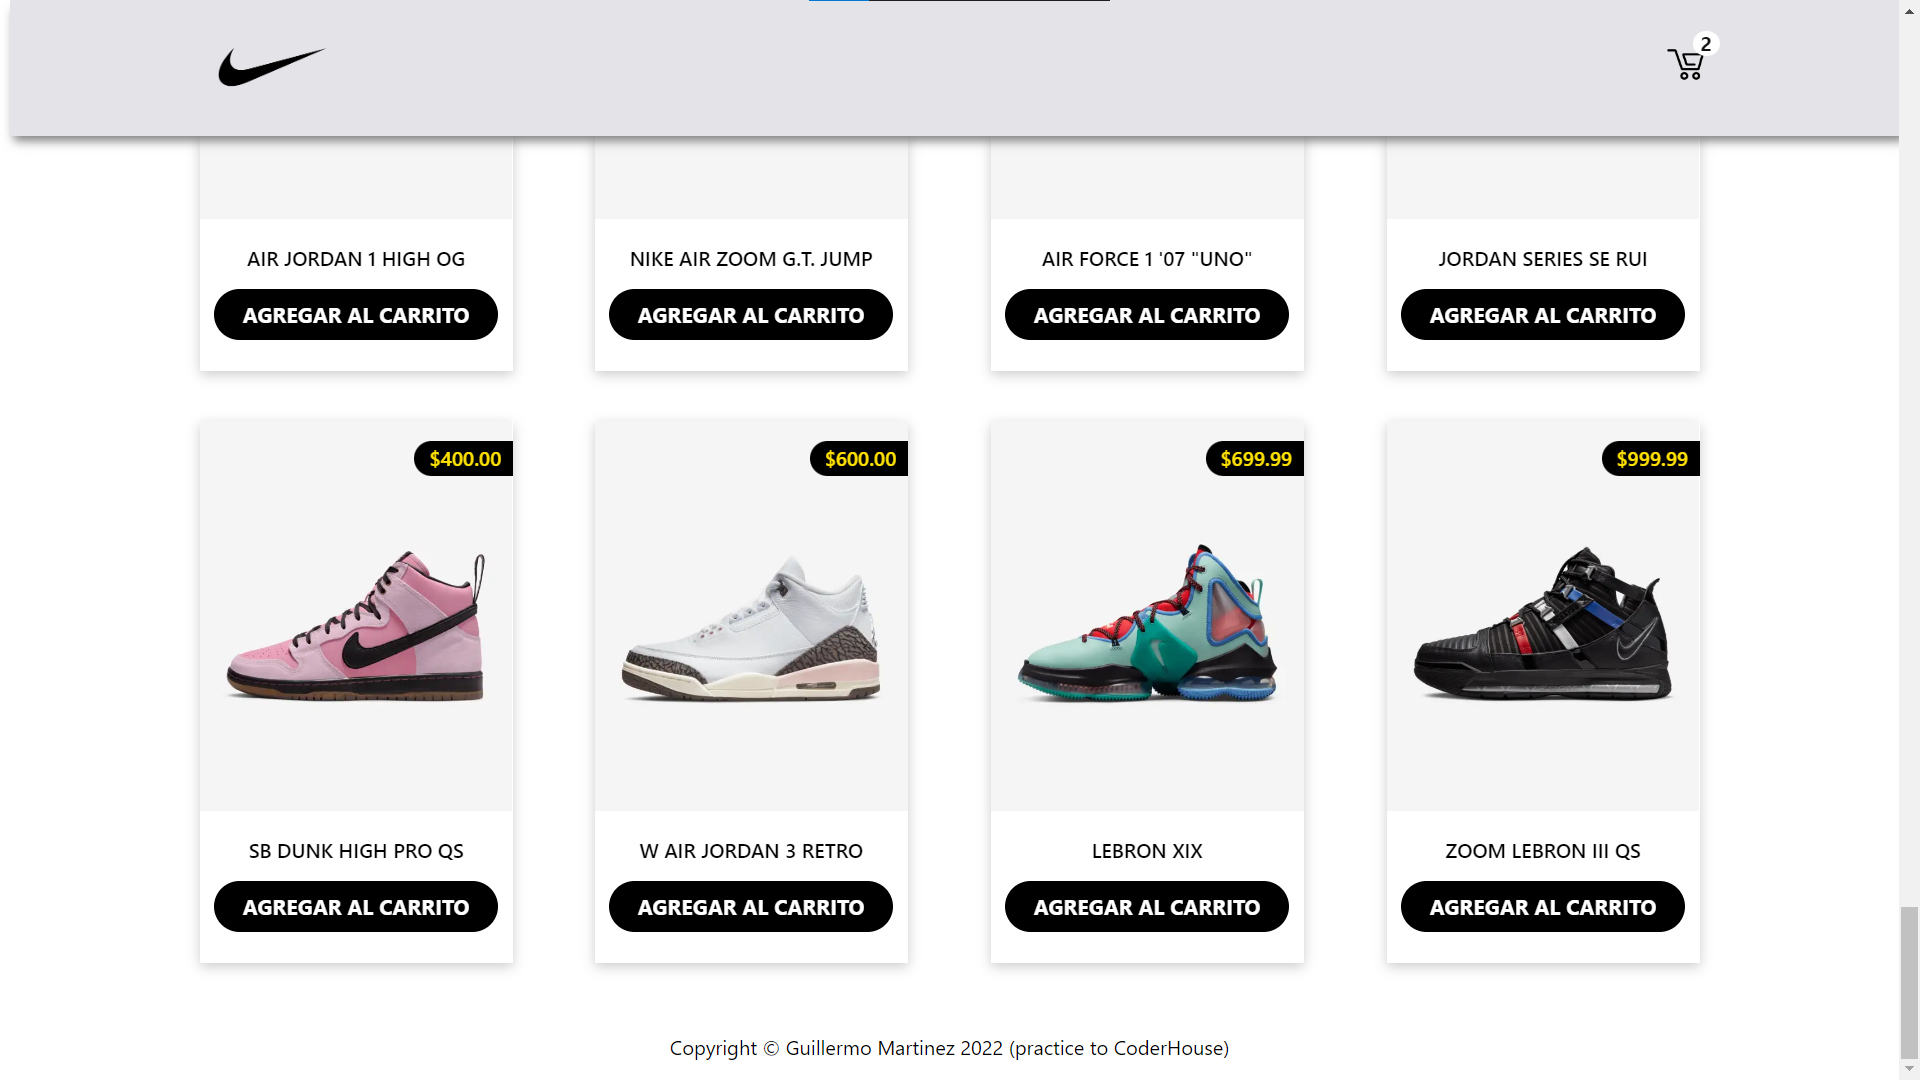 2
AIR JORDAN 1 HIGH OG
NIKE AIR ZOOM G.T. JUMP
AIR FORCE 1 '07 "UNO"
JORDAN SERIES SE RUI
AGREGAR AL CARRITO
AGREGAR AL CARRITO
AGREGAR AL CARRITO
AGREGAR AL CARRITO
$400.00
$600.00
$699.99
$999.99
SB DUNK HIGH PRO QS
W AIR JORDAN 3 RETRO
LEBRON XIX
ZOOM LEBRON III QS
AGREGAR AL CARRITO
AGREGAR AL CARRITO
AGREGAR AL CARRITO
AGREGAR AL CARRITO
Copyright © Guillermo Martinez 2022 (practice to CoderHouse)